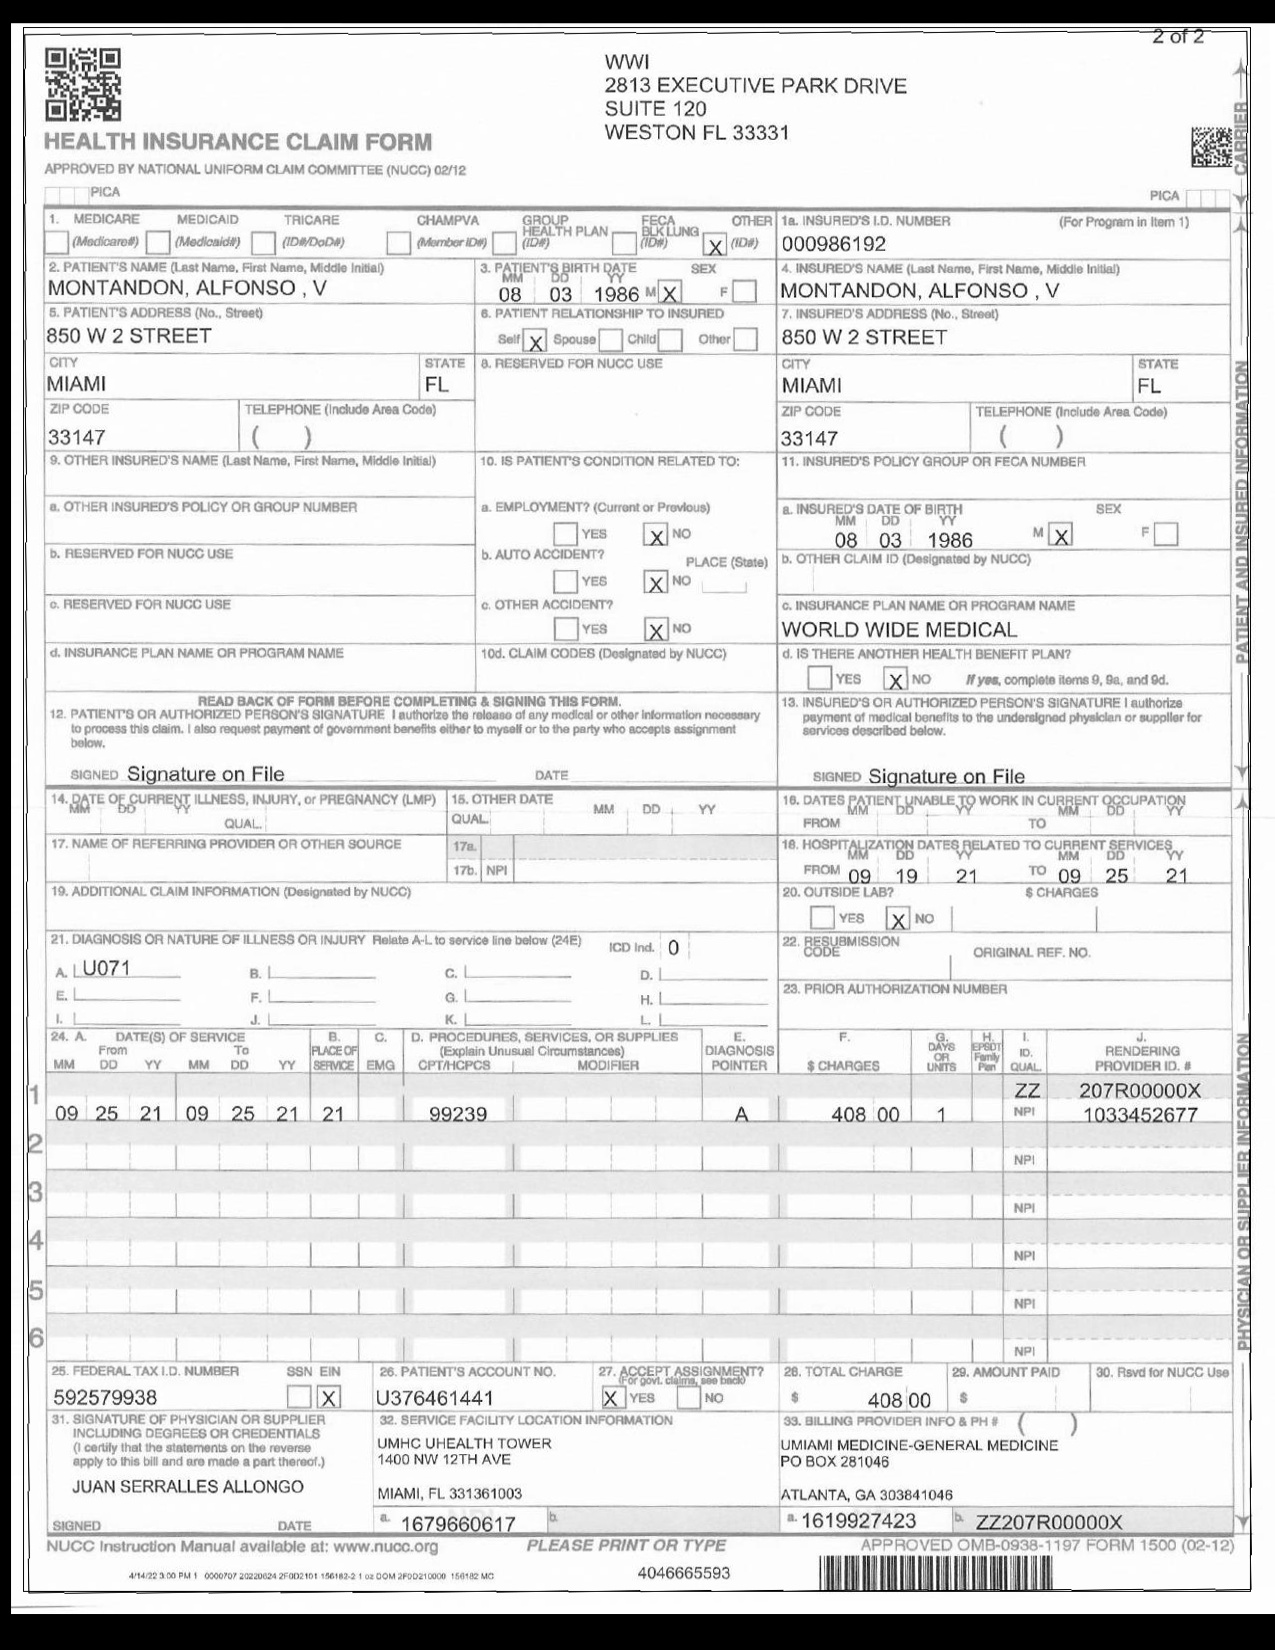 2 of 2
WWI
2813 EXECUTIVE PARK DRIVE
SUITE 120
WESTON FL 33331
HEALTH INSURANCE CLAIM FORM
APPROVED BY NATIONAL UNIFORM CLAIM COMMITTEE (NUCC) 02/12
PICA
PICA
CARRIER
1. MEDICARE MEDICAID TRICARE CHAMPVA GROUP HEALTH PLAN FECA BLK LUNG OTHER
(Medicare#) (Medicaid#) (ID#/DoD#) (Member ID#) (ID#) (ID#) X (ID#)
1a. INSURED'S I.D. NUMBER (For Program in Item 1)
000986192
2. PATIENT'S NAME (Last Name, First Name, Middle Initial)
MONTANDON, ALFONSO , V
3. PATIENT'S BIRTH DATE SEX
MM DD YY
08 03 1986 M X F
4. INSURED'S NAME (Last Name, First Name, Middle Initial)
MONTANDON, ALFONSO , V
5. PATIENT'S ADDRESS (No., Street)
850 W 2 STREET
6. PATIENT RELATIONSHIP TO INSURED
Self X Spouse Child Other
7. INSURED'S ADDRESS (No., Street)
850 W 2 STREET
CITY STATE
MIAMI FL
8. RESERVED FOR NUCC USE
CITY STATE
MIAMI FL
ZIP CODE TELEPHONE (Include Area Code)
33147 ( )
ZIP CODE TELEPHONE (Include Area Code)
33147 ( )
9. OTHER INSURED'S NAME (Last Name, First Name, Middle Initial)
10. IS PATIENT'S CONDITION RELATED TO:
11. INSURED'S POLICY GROUP OR FECA NUMBER
a. OTHER INSURED'S POLICY OR GROUP NUMBER
a. EMPLOYMENT? (Current or Previous)
YES X NO
a. INSURED'S DATE OF BIRTH SEX
MM DD YY
08 03 1986 M X F
b. RESERVED FOR NUCC USE
b. AUTO ACCIDENT? PLACE (State)
YES X NO
b. OTHER CLAIM ID (Designated by NUCC)
c. RESERVED FOR NUCC USE
c. OTHER ACCIDENT?
YES X NO
c. INSURANCE PLAN NAME OR PROGRAM NAME
WORLD WIDE MEDICAL
d. INSURANCE PLAN NAME OR PROGRAM NAME
10d. CLAIM CODES (Designated by NUCC)
d. IS THERE ANOTHER HEALTH BENEFIT PLAN?
YES X NO If yes, complete items 9, 9a, and 9d.
PATIENT AND INSURED INFORMATION
READ BACK OF FORM BEFORE COMPLETING & SIGNING THIS FORM.
12. PATIENT'S OR AUTHORIZED PERSON'S SIGNATURE I authorize the release of any medical or other information necessary
to process this claim. I also request payment of government benefits either to myself or to the party who accepts assignment
below.
SIGNED Signature on File DATE
13. INSURED'S OR AUTHORIZED PERSON'S SIGNATURE I authorize
payment of medical benefits to the undersigned physician or supplier for
services described below.
SIGNED Signature on File
14. DATE OF CURRENT ILLNESS, INJURY, or PREGNANCY (LMP)
MM DD YY
QUAL.
15. OTHER DATE
QUAL. MM DD YY
16. DATES PATIENT UNABLE TO WORK IN CURRENT OCCUPATION
MM DD YY MM DD YY
FROM TO
17. NAME OF REFERRING PROVIDER OR OTHER SOURCE
17a.
17b. NPI
18. HOSPITALIZATION DATES RELATED TO CURRENT SERVICES
MM DD YY MM DD YY
FROM 09 19 21 TO 09 25 21
19. ADDITIONAL CLAIM INFORMATION (Designated by NUCC)
20. OUTSIDE LAB? $ CHARGES
YES X NO
21. DIAGNOSIS OR NATURE OF ILLNESS OR INJURY Relate A-L to service line below (24E) ICD Ind. 0
A. U071 B. C. D.
E. F. G. H.
I. J. K. L.
22. RESUBMISSION CODE ORIGINAL REF. NO.
23. PRIOR AUTHORIZATION NUMBER
24. A. DATE(S) OF SERVICE B. C. D. PROCEDURES, SERVICES, OR SUPPLIES E. F. G. H. I. J.
From To PLACE OF (Explain Unusual Circumstances) DIAGNOSIS DAYS OR EPSDT Family ID. RENDERING
MM DD YY MM DD YY SERVICE EMG CPT/HCPCS MODIFIER POINTER $ CHARGES UNITS Plan QUAL. PROVIDER ID. #
1
ZZ 207R00000X
09 25 21 09 25 21 21 99239 A 408 00 1 NPI 1033452677
2
NPI
3
NPI
4
NPI
5
NPI
6
NPI
PHYSICIAN OR SUPPLIER INFORMATION
25. FEDERAL TAX I.D. NUMBER SSN EIN
592579938 X
26. PATIENT'S ACCOUNT NO.
U376461441
27. ACCEPT ASSIGNMENT?
(For govt. claims, see back)
X YES NO
28. TOTAL CHARGE
$ 408 00
29. AMOUNT PAID
$
30. Rsvd for NUCC Use
31. SIGNATURE OF PHYSICIAN OR SUPPLIER
INCLUDING DEGREES OR CREDENTIALS
(I certify that the statements on the reverse
apply to this bill and are made a part thereof.)
JUAN SERRALLES ALLONGO
SIGNED DATE
32. SERVICE FACILITY LOCATION INFORMATION
UMHC UHEALTH TOWER
1400 NW 12TH AVE
MIAMI, FL 331361003
a. 1679660617 b.
33. BILLING PROVIDER INFO & PH # ( )
UMIAMI MEDICINE-GENERAL MEDICINE
PO BOX 281046
ATLANTA, GA 303841046
a. 1619927423 b. ZZ207R00000X
NUCC Instruction Manual available at: www.nucc.org
PLEASE PRINT OR TYPE
APPROVED OMB-0938-1197 FORM 1500 (02-12)
4/14/22 3:00 PM 1 0000707 20220624 2F0D2101 156182-2 1 oz DOM 2F0D210000 156182 MC
4046665593